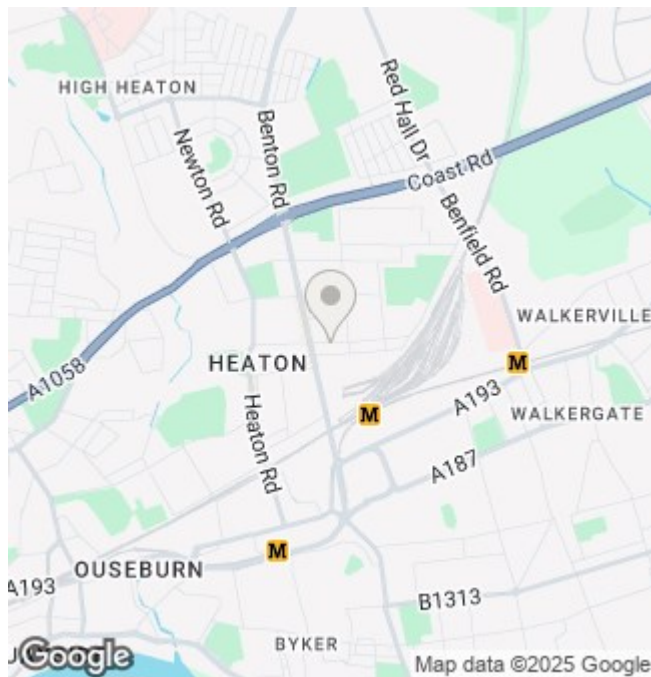 HIGH HEATON
Red Hall Dr
Newton Rd
Benton Rd
Coast Rd
Benfield Rd
WALKERVILLE
A1058
HEATON
M
Heaton Rd
M
A193
WALKERGATE
A187
M
OUSEBURN
A193
B1313
BYKER
Google
Map data ©2025 Google